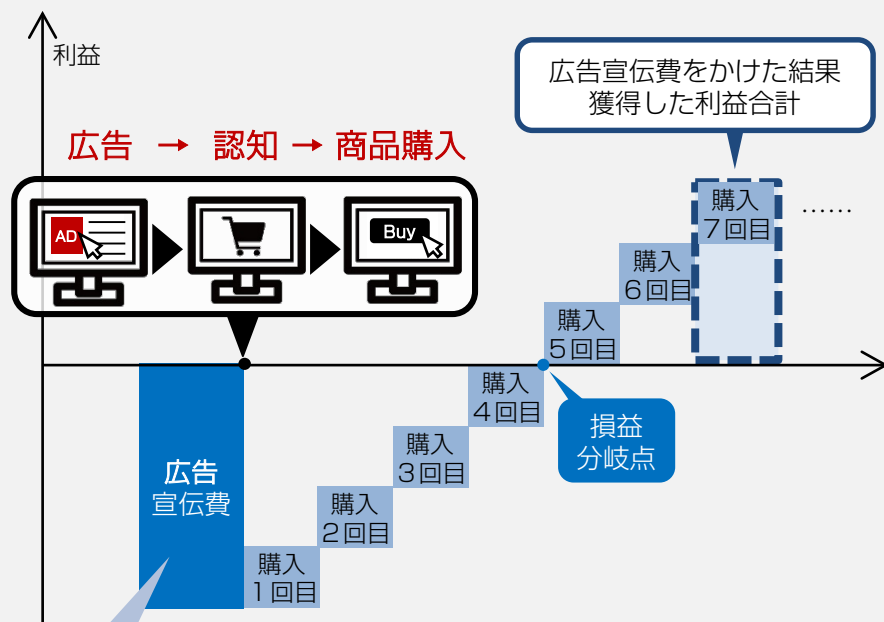 利益
広告宣伝費をかけた結果
獲得した利益合計
広告 → 認知 → 商品購入
AD
Buy
購入
7回目
……
購入
6回目
購入
5回目
購入
4回目
損益
分岐点
購入
3回目
広告
宣伝費
購入
2回目
購入
1回目